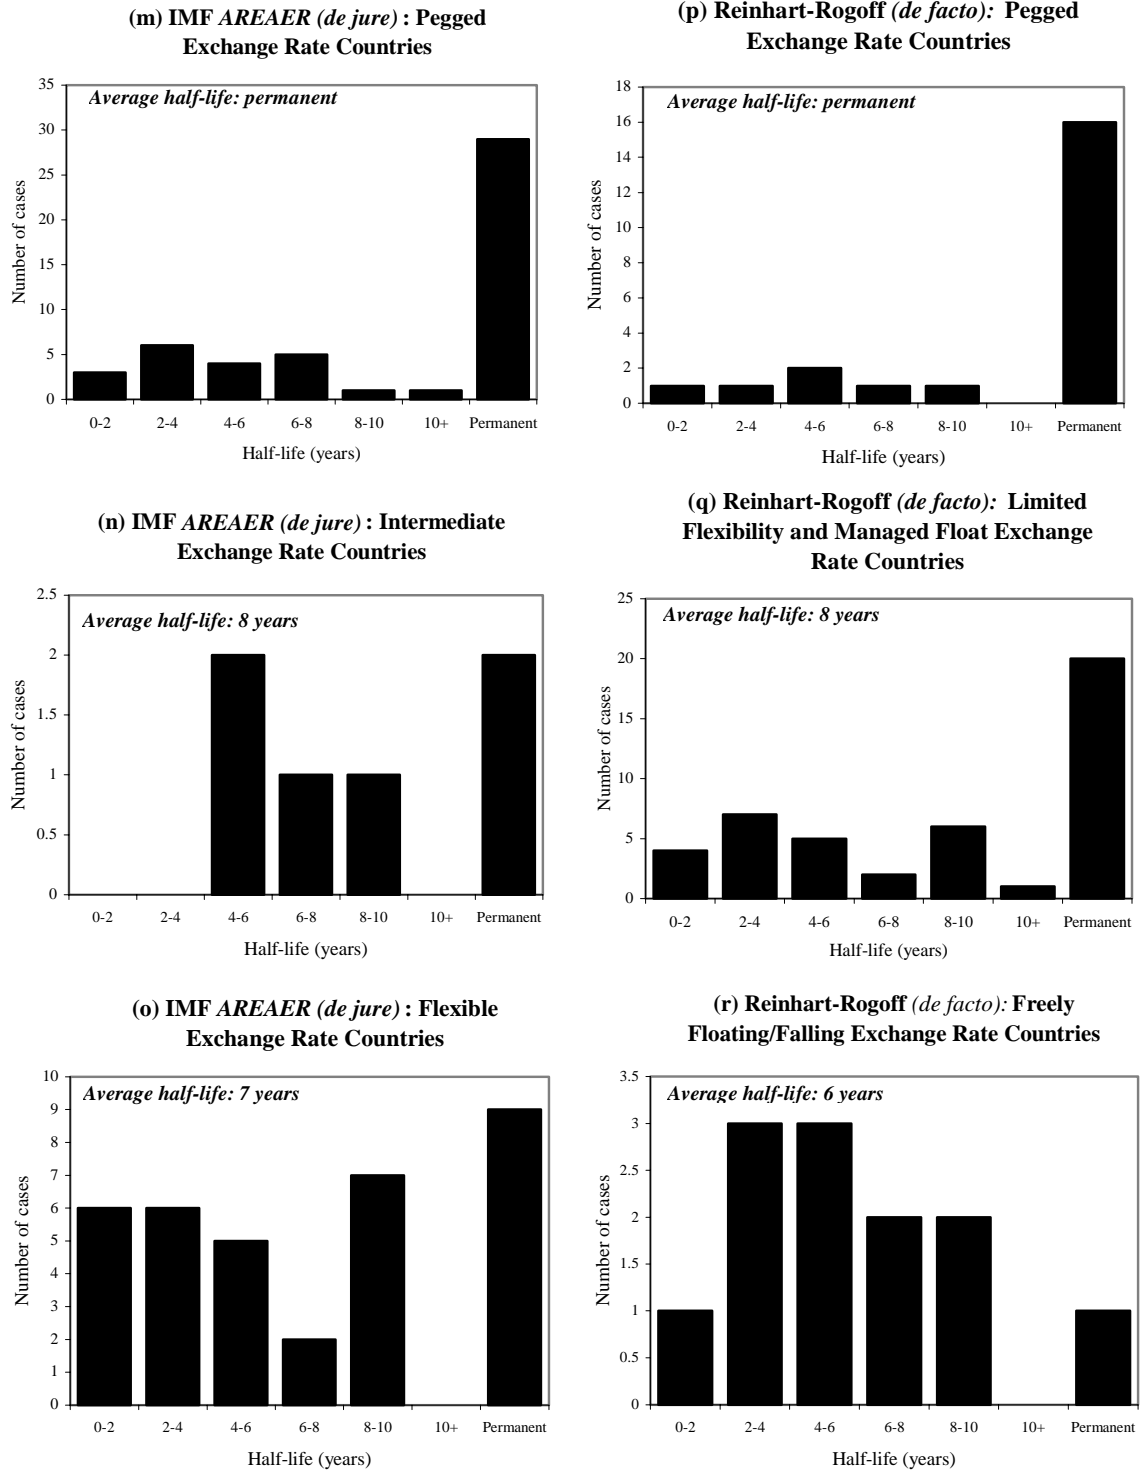 (m) IMF AREAER (de jure) : Pegged
Exchange Rate Countries
Average half-life: permanent
35
30
25
20
15
10
5
0
Number of cases
0-2 2-4 4-6 6-8 8-10 10+ Permanent
Half-life (years)
(p) Reinhart-Rogoff (de facto): Pegged
Exchange Rate Countries
Average half-life: permanent
18
16
14
12
10
8
6
4
2
0
Number of cases
0-2 2-4 4-6 6-8 8-10 10+ Permanent
Half-life (years)
(n) IMF AREAER (de jure) : Intermediate
Exchange Rate Countries
Average half-life: 8 years
2.5
2
1.5
1
0.5
0
Number of cases
0-2 2-4 4-6 6-8 8-10 10+ Permanent
Half-life (years)
(q) Reinhart-Rogoff (de facto): Limited
Flexibility and Managed Float Exchange
Rate Countries
Average half-life: 8 years
25
20
15
10
5
0
Number of cases
0-2 2-4 4-6 6-8 8-10 10+ Permanent
Half-life (years)
(o) IMF AREAER (de jure) : Flexible
Exchange Rate Countries
Average half-life: 7 years
10
9
8
7
6
5
4
3
2
1
0
Number of cases
0-2 2-4 4-6 6-8 8-10 10+ Permanent
Half-life (years)
(r) Reinhart-Rogoff (de facto): Freely
Floating/Falling Exchange Rate Countries
Average half-life: 6 years
3.5
3
2.5
2
1.5
1
0.5
0
Number of cases
0-2 2-4 4-6 6-8 8-10 10+ Permanent
Half-life (years)